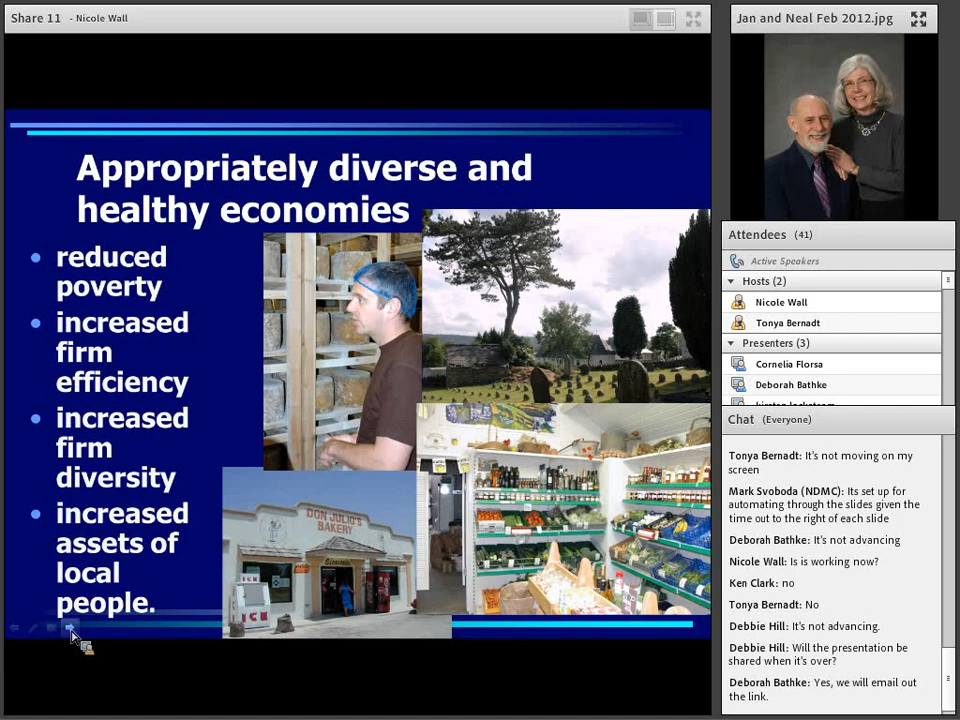 Share 11 - Nicole Wall
Appropriately diverse and
healthy economies
• reduced
poverty
• increased
firm
efficiency
• increased
firm
diversity
• increased
assets of
local
people.
DON JULIO'S
BAKERY
ICE
ICE
Jan and Neal Feb 2012.jpg
Attendees (41)
Active Speakers
Hosts (2)
Nicole Wall
Tonya Bernadt
Presenters (3)
Cornelia Florsa
Deborah Bathke
Chat (Everyone)
Tonya Bernadt: It's not moving on my
screen
Mark Svoboda (NDMC): Its set up for
automating through the slides given the
time out to the right of each slide
Deborah Bathke: It's not advancing
Nicole Wall: Is is working now?
Ken Clark: no
Tonya Bernadt: No
Debbie Hill: It's not advancing.
Debbie Hill: Will the presentation be
shared when it's over?
Deborah Bathke: Yes, we will email out
the link.